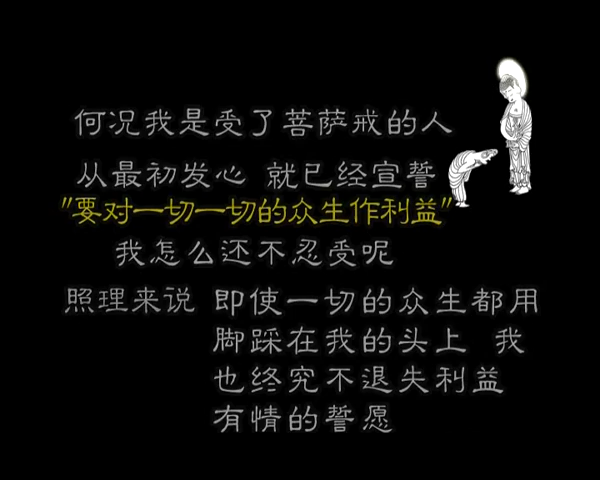 何况我是受了菩萨戒的人
从最初发心 就已经宣誓
"要对一切一切的众生作利益"
我怎么还不忍受呢
照理来说 即使一切的众生都用
脚踩在我的头上 我
也终究不退失利益
有情的誓愿